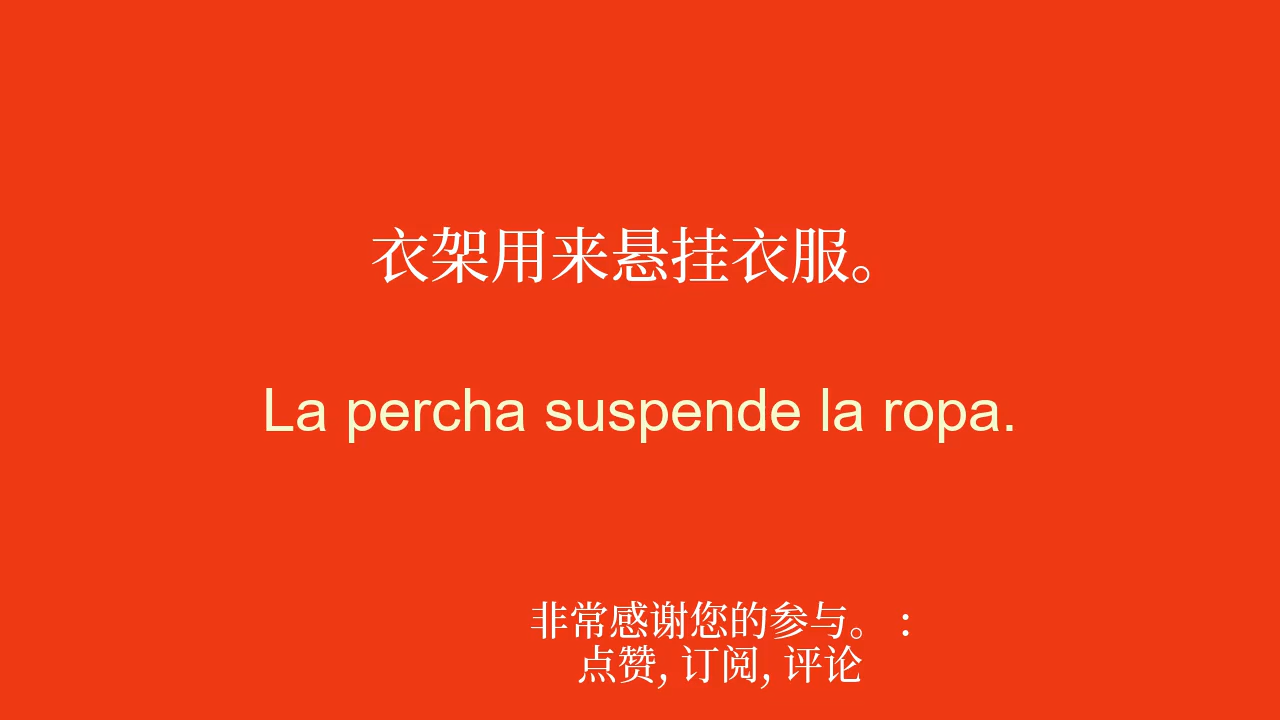 衣架用来悬挂衣服。
La percha suspende la ropa.
非常感谢您的参与。 :
点赞, 订阅, 评论